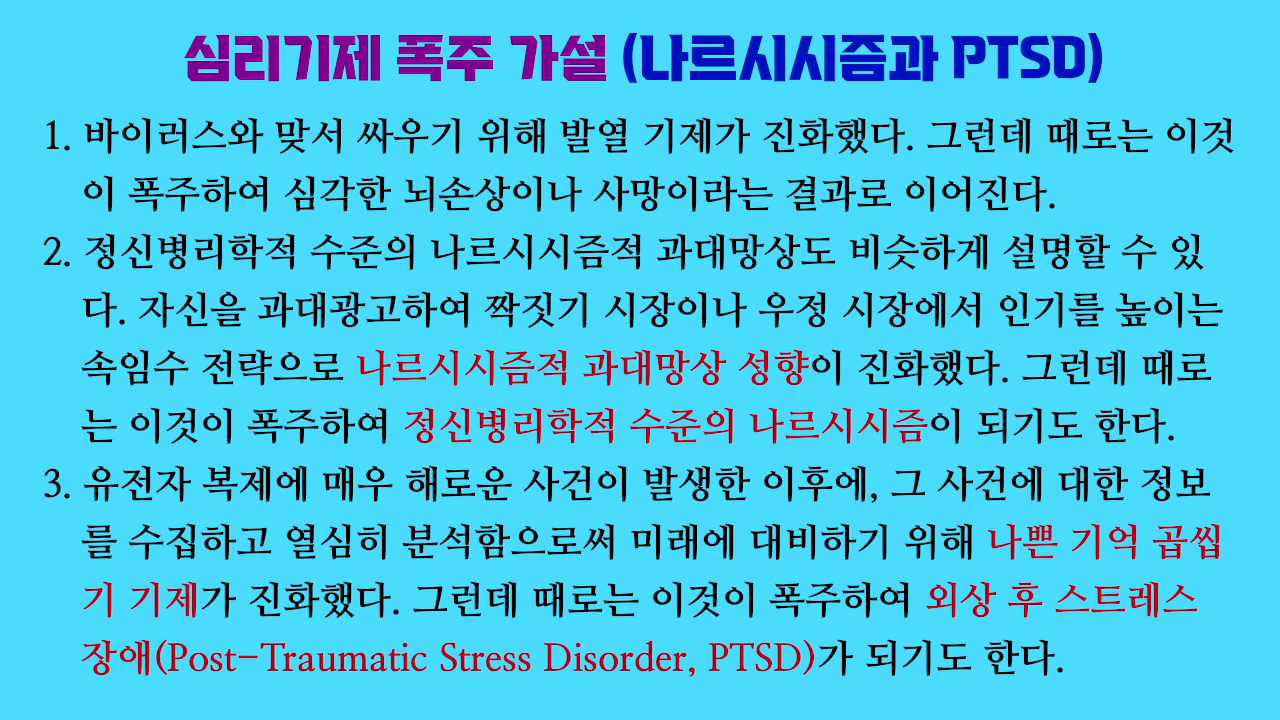 심리기제 폭주 가설 (나르시시즘과 PTSD)
1. 바이러스와 맞서 싸우기 위해 발열 기제가 진화했다. 그런데 때로는 이것
이 폭주하여 심각한 뇌손상이나 사망이라는 결과로 이어진다.
2. 정신병리학적 수준의 나르시시즘적 과대망상도 비슷하게 설명할 수 있
다. 자신을 과대광고하여 짝짓기 시장이나 우정 시장에서 인기를 높이는
속임수 전략으로 나르시시즘적 과대망상 성향이 진화했다. 그런데 때로
는 이것이 폭주하여 정신병리학적 수준의 나르시시즘이 되기도 한다.
3. 유전자 복제에 매우 해로운 사건이 발생한 이후에, 그 사건에 대한 정보
를 수집하고 열심히 분석함으로써 미래에 대비하기 위해 나쁜 기억 곱씹
기 기제가 진화했다. 그런데 때로는 이것이 폭주하여 외상 후 스트레스
장애(Post-Traumatic Stress Disorder, PTSD)가 되기도 한다.